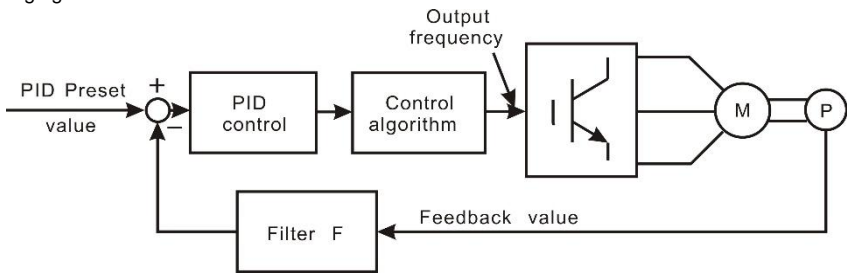 Output
frequency
PID Preset
value
+
−
PID
control
Control
algorithm
M
P
Filter F
Feedback value